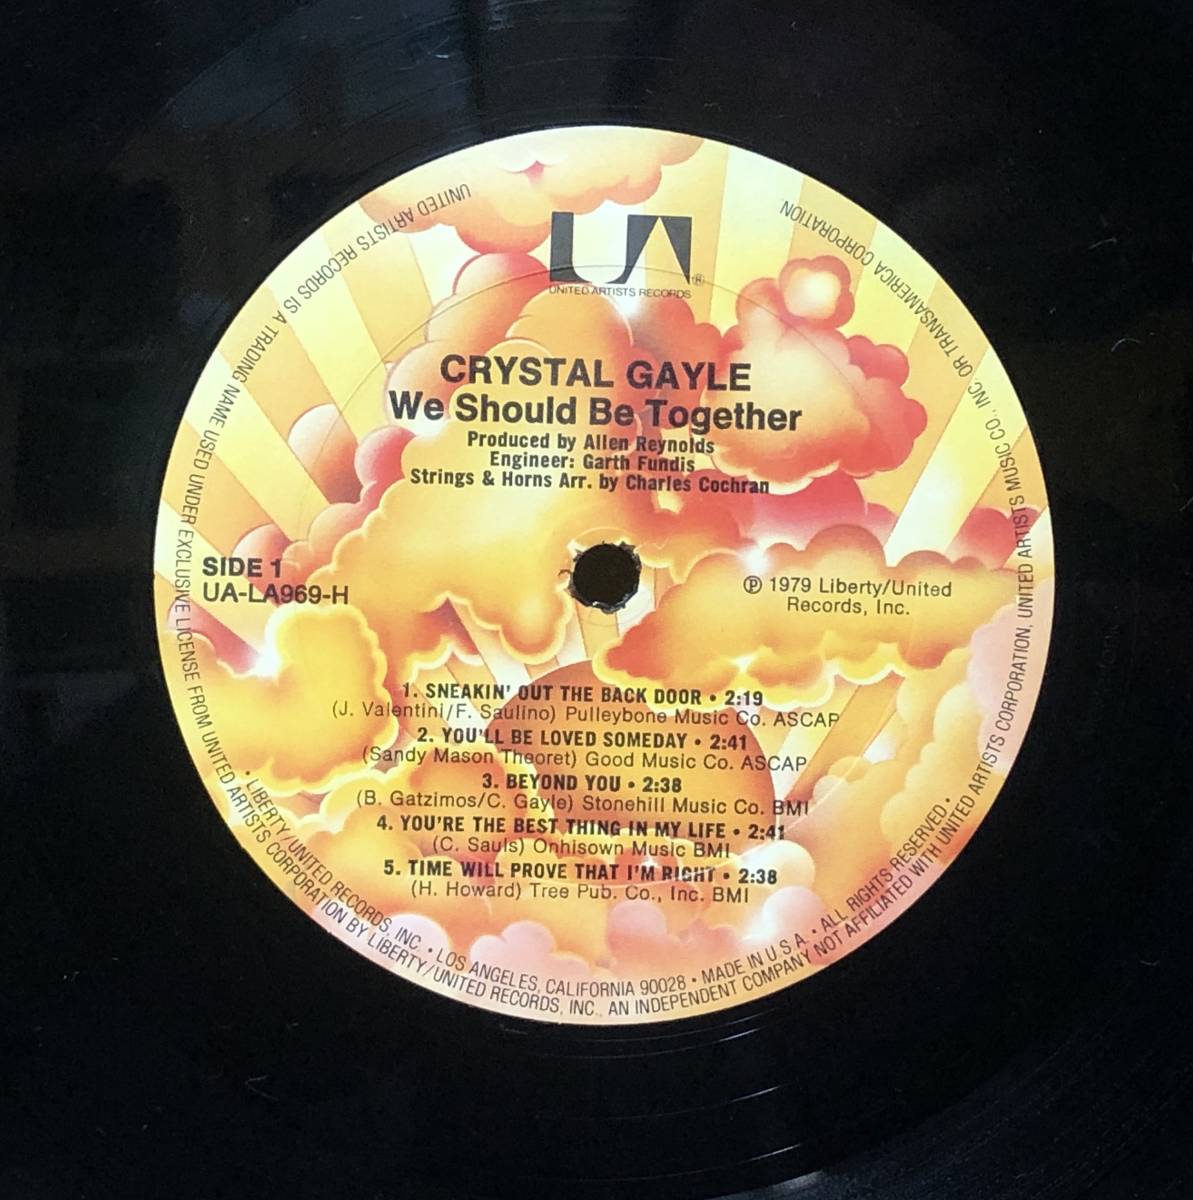 UA®
UNITED ARTISTS RECORDS
CRYSTAL GAYLE
We Should Be Together
Produced by Allen Reynolds
Engineer: Garth Fundis
Strings & Horns Arr. by Charles Cochran
SIDE 1
UA-LA969-H
℗ 1979 Liberty/United
Records, Inc.
1. SNEAKIN' OUT THE BACK DOOR • 2:19
(J. Valentini/F. Saulino) Pulleybone Music Co. ASCAP
2. YOU'LL BE LOVED SOMEDAY • 2:41
(Sandy Mason Theoret) Good Music Co. ASCAP
3. BEYOND YOU • 2:38
(B. Gatzimos/C. Gayle) Stonehill Music Co. BMI
4. YOU'RE THE BEST THING IN MY LIFE • 2:41
(C. Sauls) Onhisown Music BMI
5. TIME WILL PROVE THAT I'M RIGHT • 2:38
(H. Howard) Tree Pub. Co., Inc. BMI
• LIBERTY/UNITED RECORDS, INC. • LOS ANGELES, CALIFORNIA 90028 • MADE IN U.S.A. • ALL RIGHTS RESERVED •
UNITED ARTISTS RECORDS IS A TRADING NAME USED UNDER EXCLUSIVE LICENSE FROM UNITED ARTISTS CORPORATION BY LIBERTY/UNITED RECORDS, INC., AN INDEPENDENT COMPANY NOT AFFILIATED WITH UNITED ARTISTS CORPORATION, UNITED ARTISTS MUSIC CO., INC. OR TRANSAMERICA CORPORATION